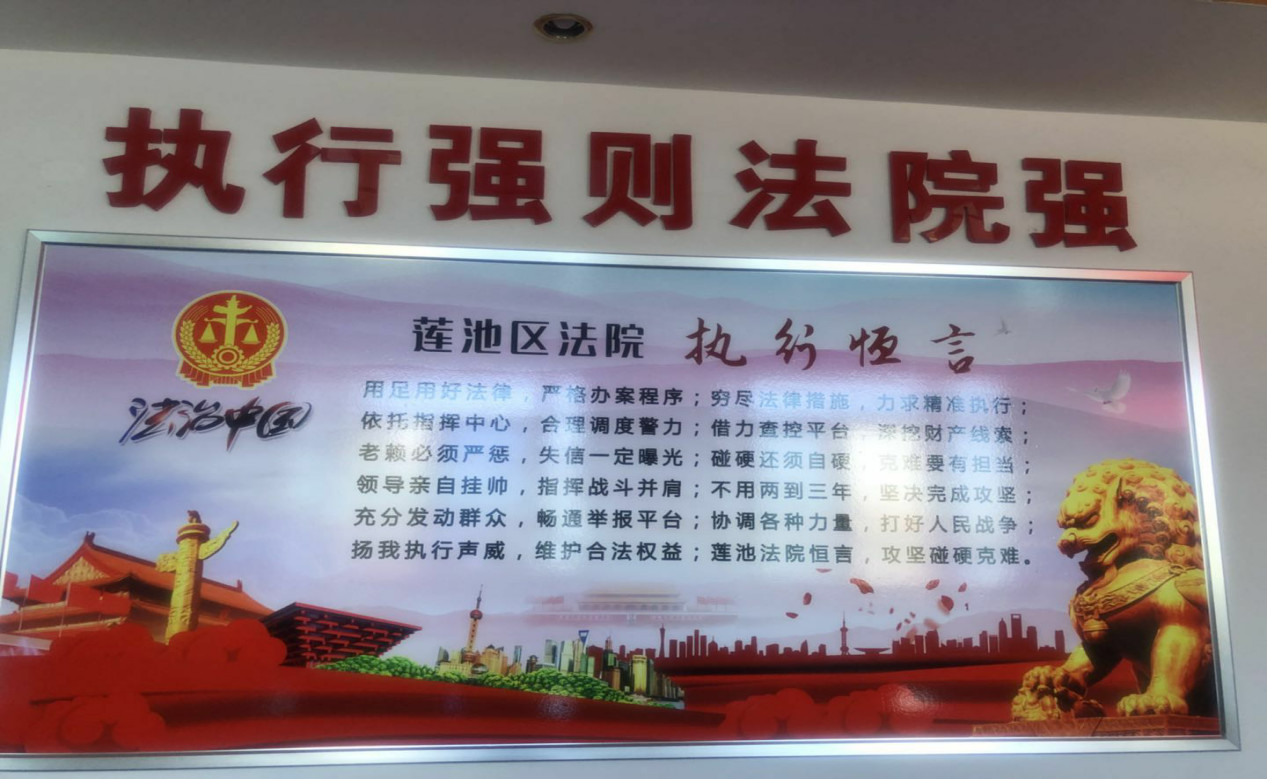 执行强则法院强
法治中国
莲池区法院 执行恒言
用足用好法律，严格办案程序；穷尽法律措施，力求精准执行；
依托指挥中心，合理调度警力；借力查控平台，深挖财产线索；
老赖必须严惩，失信一定曝光；碰硬还须自硬，克难要有担当；
领导亲自挂帅，指挥战斗并肩；不用两到三年，坚决完成攻坚；
充分发动群众，畅通举报平台；协调各种力量，打好人民战争；
扬我执行声威，维护合法权益；莲池法院恒言，攻坚碰硬克难。